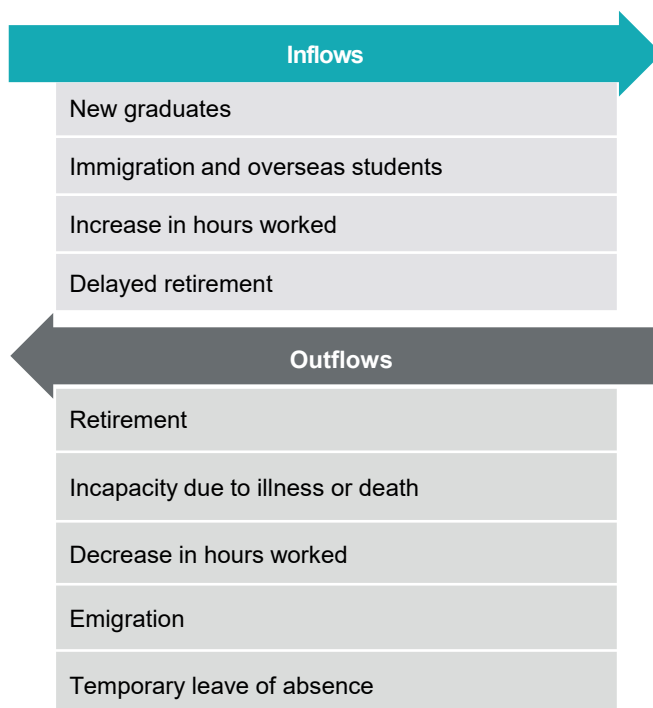 Inflows
New graduates
Immigration and overseas students
Increase in hours worked
Delayed retirement
Outflows
Retirement
Incapacity due to illness or death
Decrease in hours worked
Emigration
Temporary leave of absence